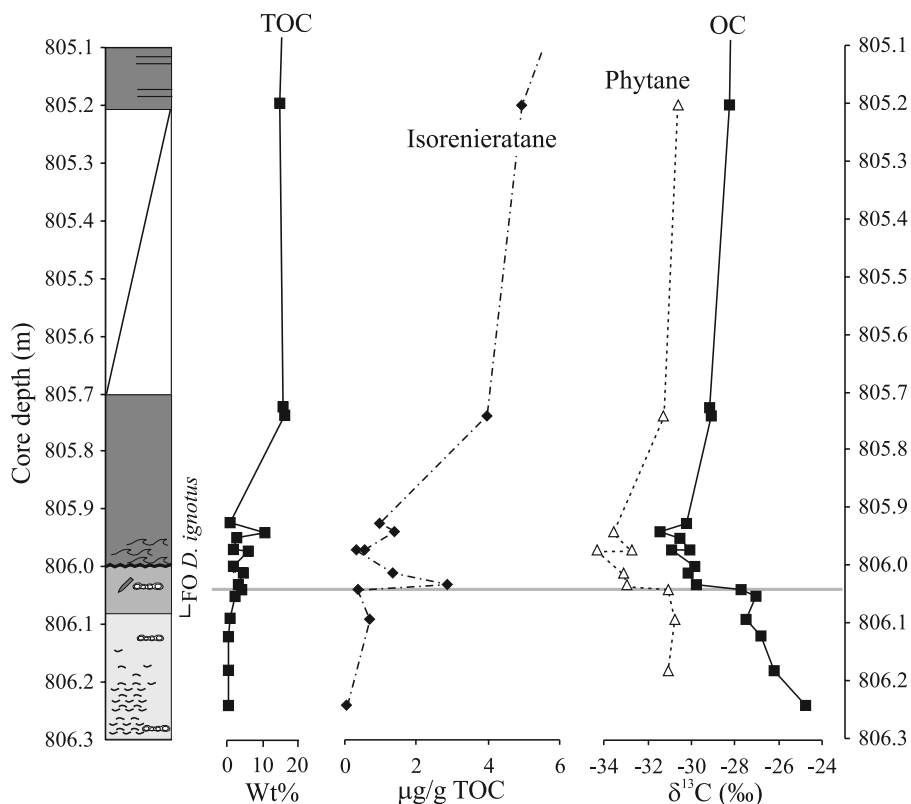 TOC
OC
805.1
805.2
805.3
805.4
805.5
805.6
805.7
805.8
805.9
806.0
806.1
806.2
806.3
Core depth (m)
FO D. ignotus
Isorenieratane
Phytane
805.1
805.2
805.3
805.4
805.5
805.6
805.7
805.8
805.9
806.0
806.1
806.2
806.3
0 10 20
Wt%
0 2 4 6
µg/g TOC
-34 -32 -30 -28 -26 -24
δ¹³C (‰)